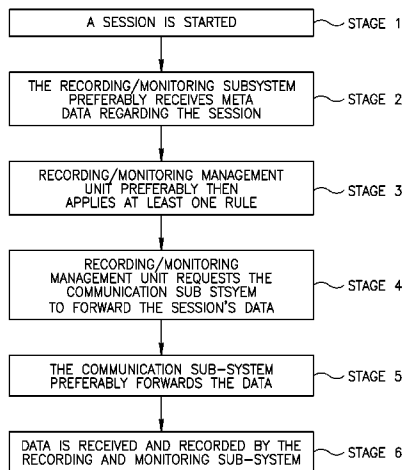 A SESSION IS STARTED
STAGE 1
THE RECORDING/MONITORING SUBSYSTEM
PREFERABLY RECEIVES META
DATA REGARDING THE SESSION
STAGE 2
RECORDING/MONITORING MANAGEMENT
UNIT PREFERABLY THEN
APPLIES AT LEAST ONE RULE
STAGE 3
RECORDING/MONITORING
MANAGEMENT UNIT REQUESTS THE
COMMUNICATION SUB STSYEM
TO FORWARD THE SESSION'S DATA
STAGE 4
THE COMMUNICATION SUB-SYSTEM
PREFERABLY FORWARDS THE DATA
STAGE 5
DATA IS RECEIVED AND RECORDED BY THE
RECORDING AND MONITORING SUB-SYSTEM
STAGE 6